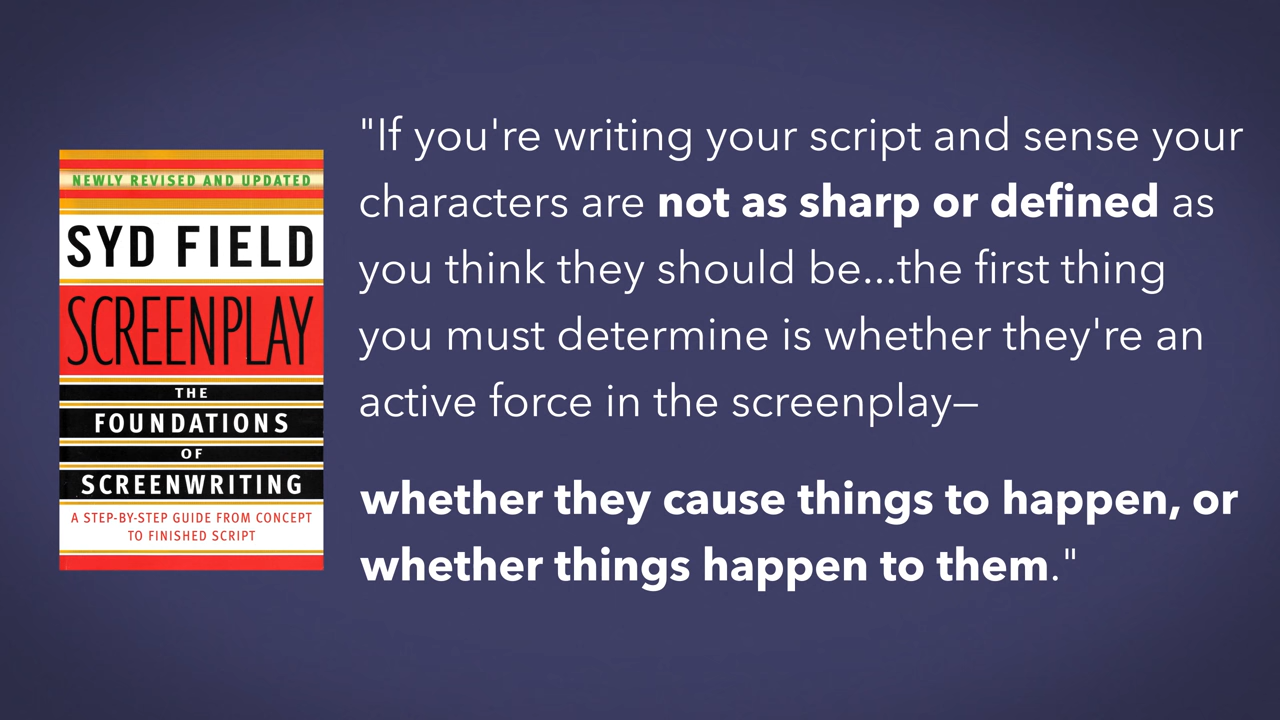 NEWLY REVISED AND UPDATED
SYD FIELD
SCREENPLAY
THE
FOUNDATIONS
OF
SCREENWRITING
A STEP-BY-STEP GUIDE FROM CONCEPT
TO FINISHED SCRIPT
"If you're writing your script and sense your
characters are not as sharp or defined as
you think they should be...the first thing
you must determine is whether they're an
active force in the screenplay—
whether they cause things to happen, or
whether things happen to them."